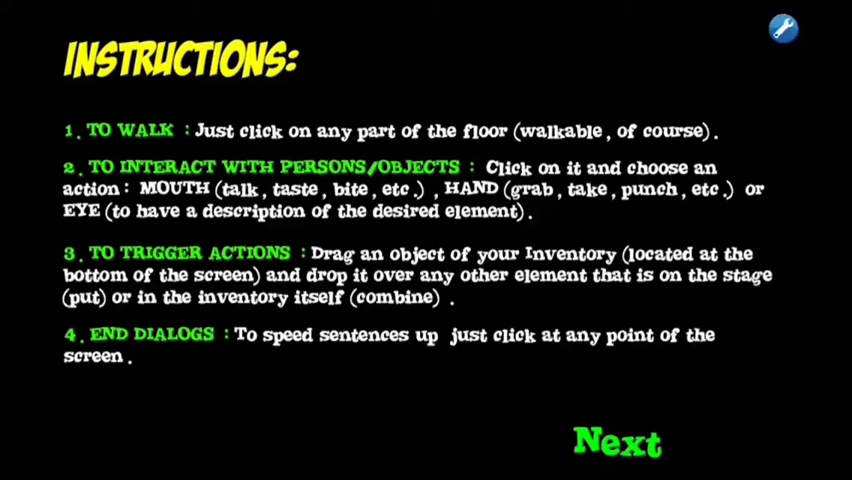 INSTRUCTIONS:
1. TO WALK : Just click on any part of the floor (walkable, of course).
2. TO INTERACT WITH PERSONS/OBJECTS : Click on it and choose an
action: MOUTH (talk, taste, bite, etc.) , HAND (grab, take, punch, etc.) or
EYE (to have a description of the desired element).
3. TO TRIGGER ACTIONS : Drag an object of your Inventory (located at the
bottom of the screen) and drop it over any other element that is on the stage
(put) or in the inventory itself (combine) .
4. END DIALOGS : To speed sentences up just click at any point of the
screen.
Next